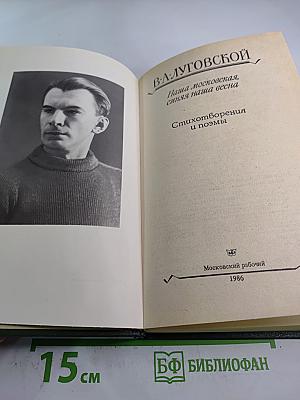 В·А·ЛУГОВСКОЙ
Наша московская,
синяя наша весна
Стихотворения
и поэмы
Московский рабочий
1986
15 см
БФ БИБЛИОФАН